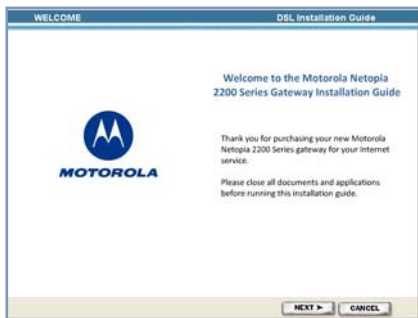 WELCOME
DSL Installation Guide
Welcome to the Motorola Netopia
2200 Series Gateway Installation Guide
MOTOROLA
Thank you for purchasing your new Motorola
Netopia 2200 Series gateway for your Internet
service.
Please close all documents and applications
before running this installation guide.
NEXT
CANCEL